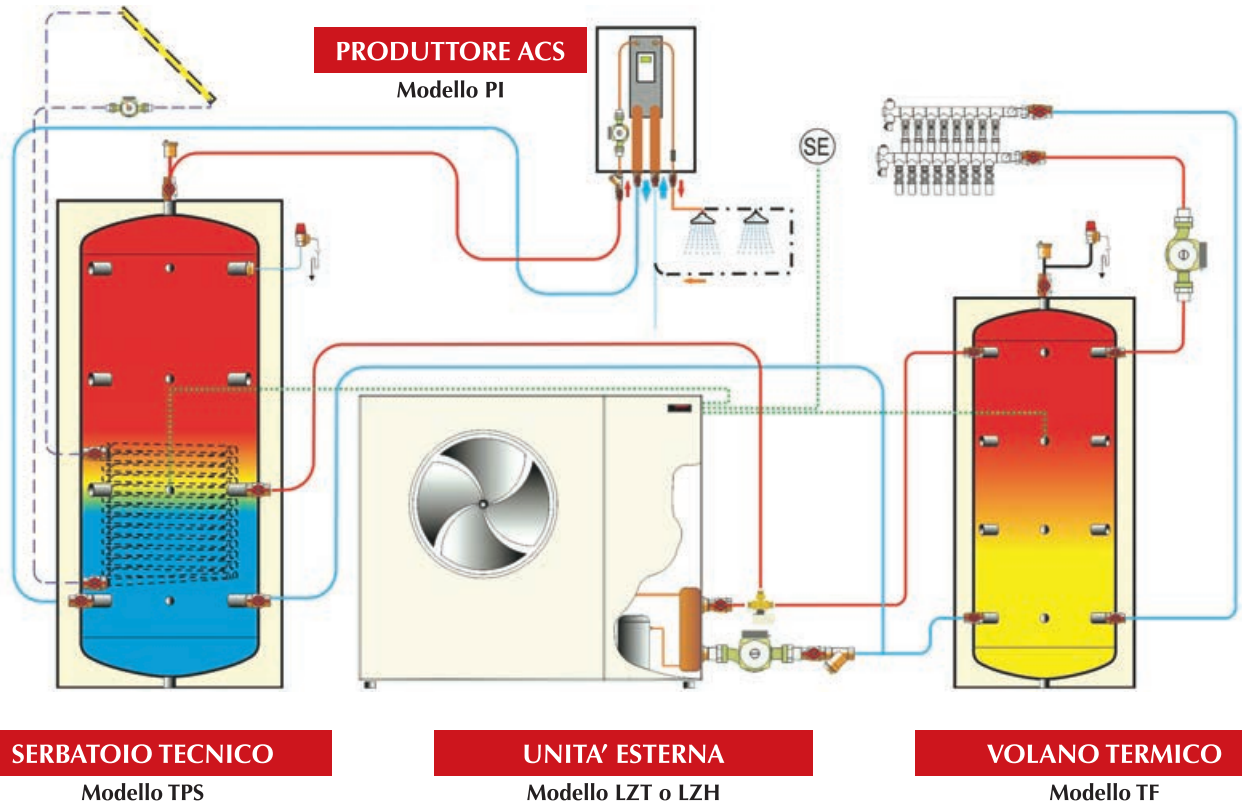 PRODUTTORE ACS
Modello PI
SE
SERBATOIO TECNICO
Modello TPS
UNITA’ ESTERNA
Modello LZT o LZH
VOLANO TERMICO
Modello TF